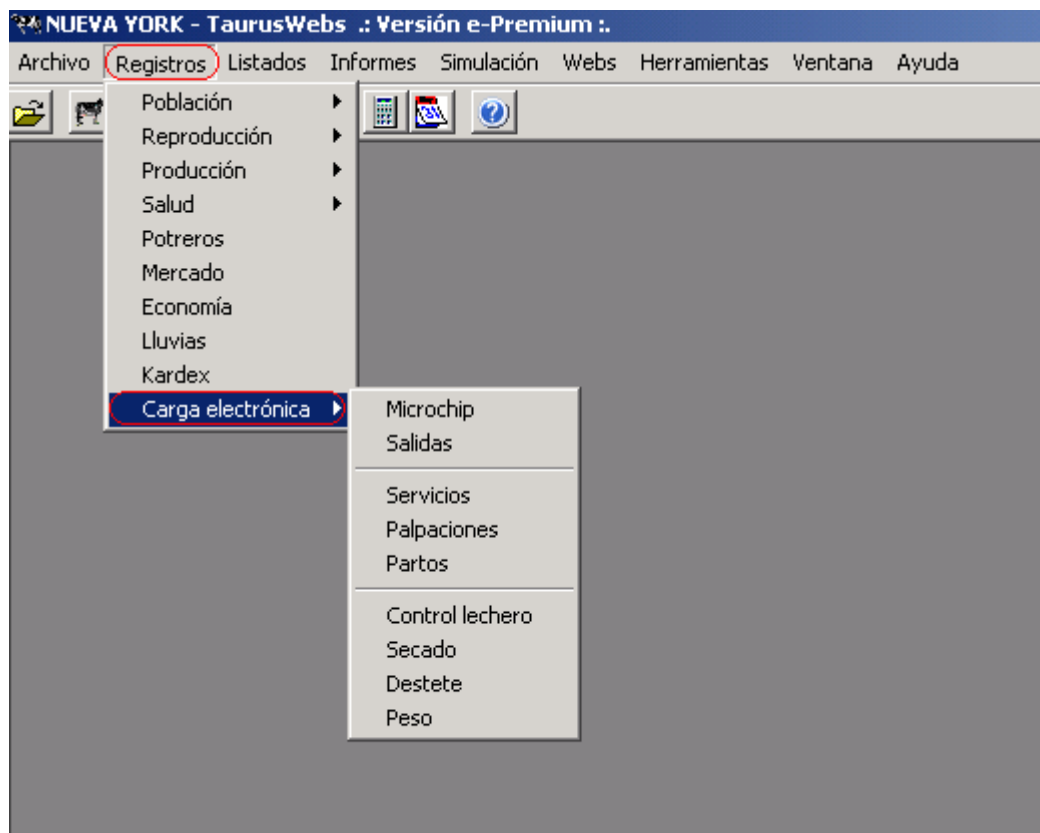 NUEVA YORK - TaurusWebs .: Versión e-Premium :.
Archivo Registros Listados Informes Simulación Webs Herramientas Ventana Ayuda
Población
Reproducción
Producción
Salud
Potreros
Mercado
Economía
Lluvias
Kardex
Carga electrónica
Microchip
Salidas
Servicios
Palpaciones
Partos
Control lechero
Secado
Destete
Peso